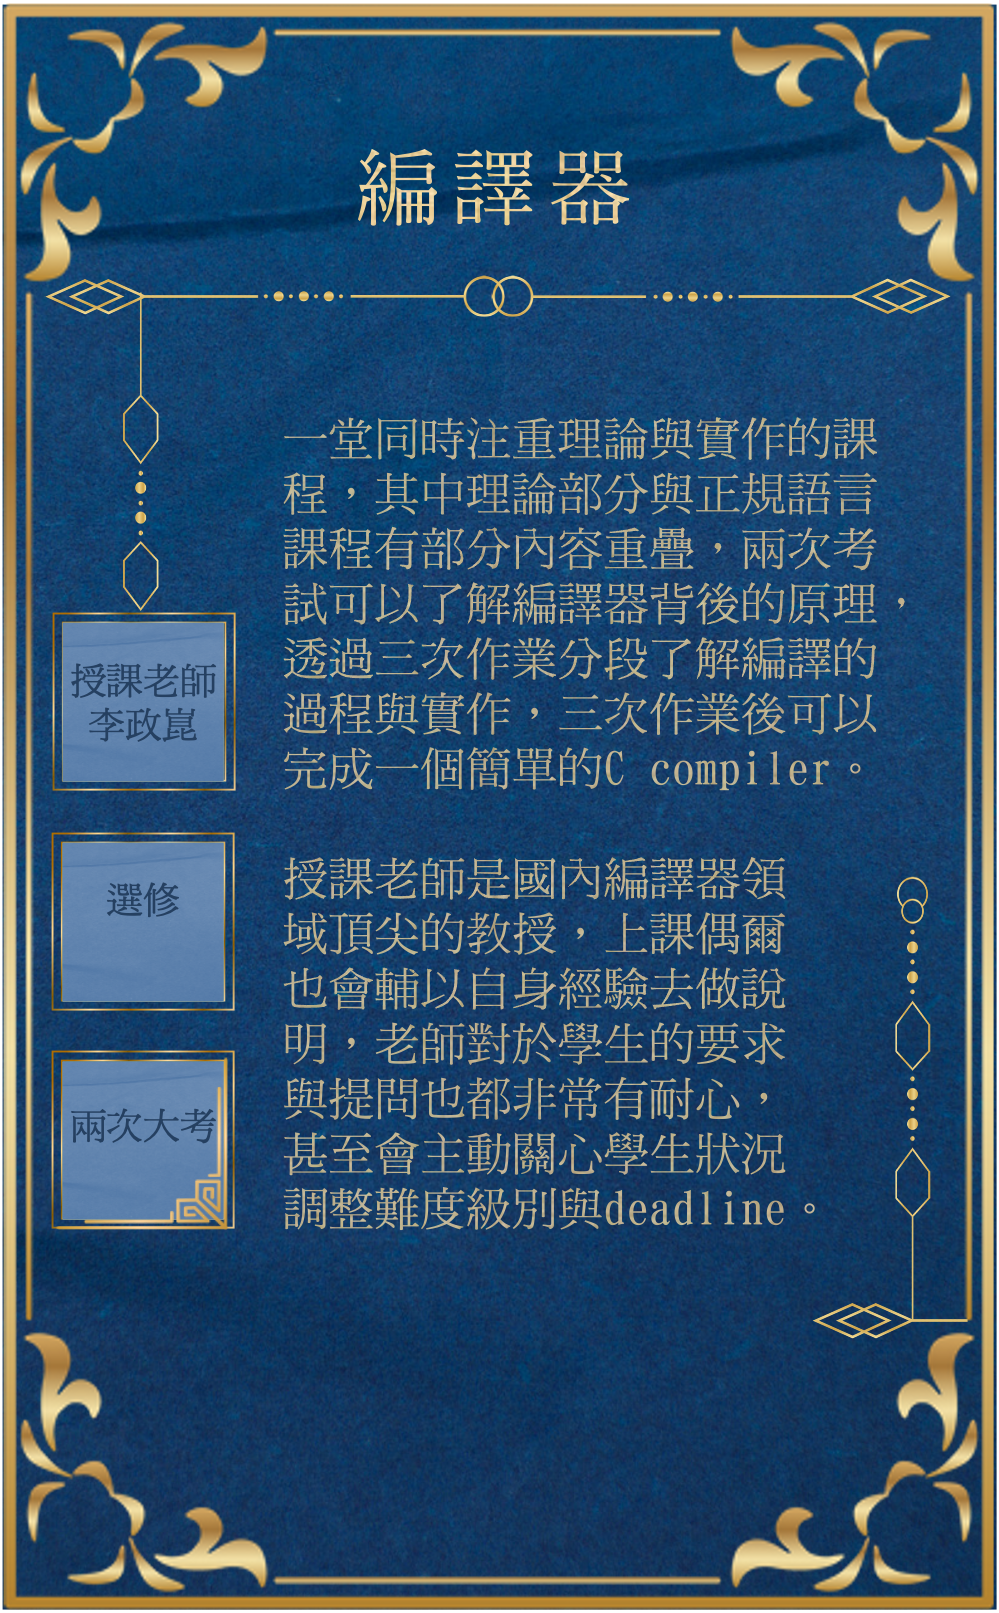 編譯器
一堂同時注重理論與實作的課
程，其中理論部分與正規語言
課程有部分內容重疊，兩次考
試可以了解編譯器背後的原理，
透過三次作業分段了解編譯的
過程與實作，三次作業後可以
完成一個簡單的C compiler。
授課老師
李政崑
選修
兩次大考
授課老師是國內編譯器領
域頂尖的教授，上課偶爾
也會輔以自身經驗去做說
明，老師對於學生的要求
與提問也都非常有耐心，
甚至會主動關心學生狀況
調整難度級別與deadline。